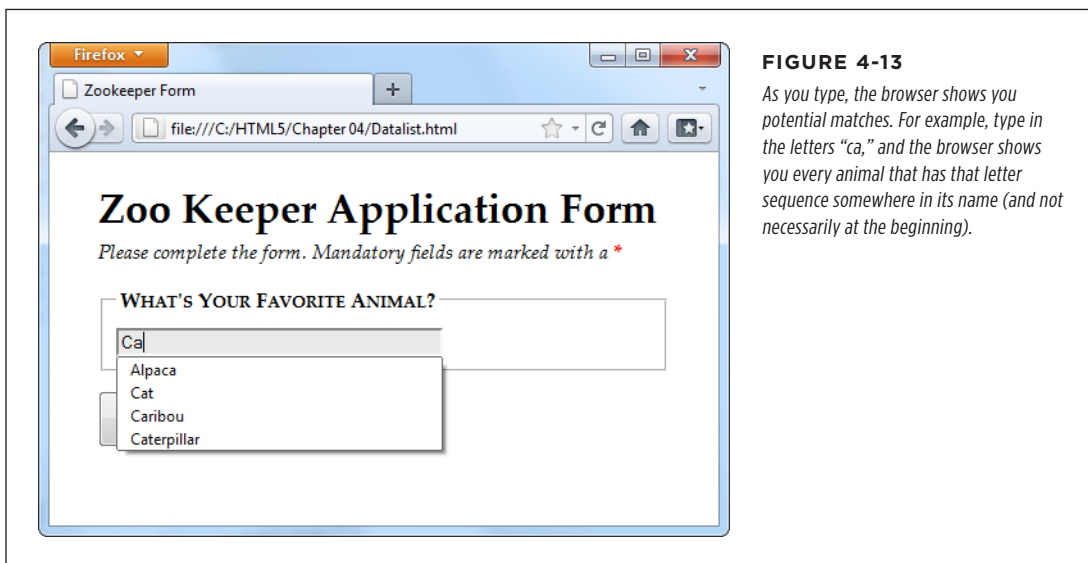 Firefox
Zookeeper Form
file:///C:/HTML5/Chapter 04/Datalist.html
Zoo Keeper Application Form
Please complete the form. Mandatory fields are marked with a *
WHAT'S YOUR FAVORITE ANIMAL?
Ca
Alpaca
Cat
Caribou
Caterpillar
FIGURE 4-13
As you type, the browser shows you
potential matches. For example, type in
the letters “ca,” and the browser shows
you every animal that has that letter
sequence somewhere in its name (and not
necessarily at the beginning).